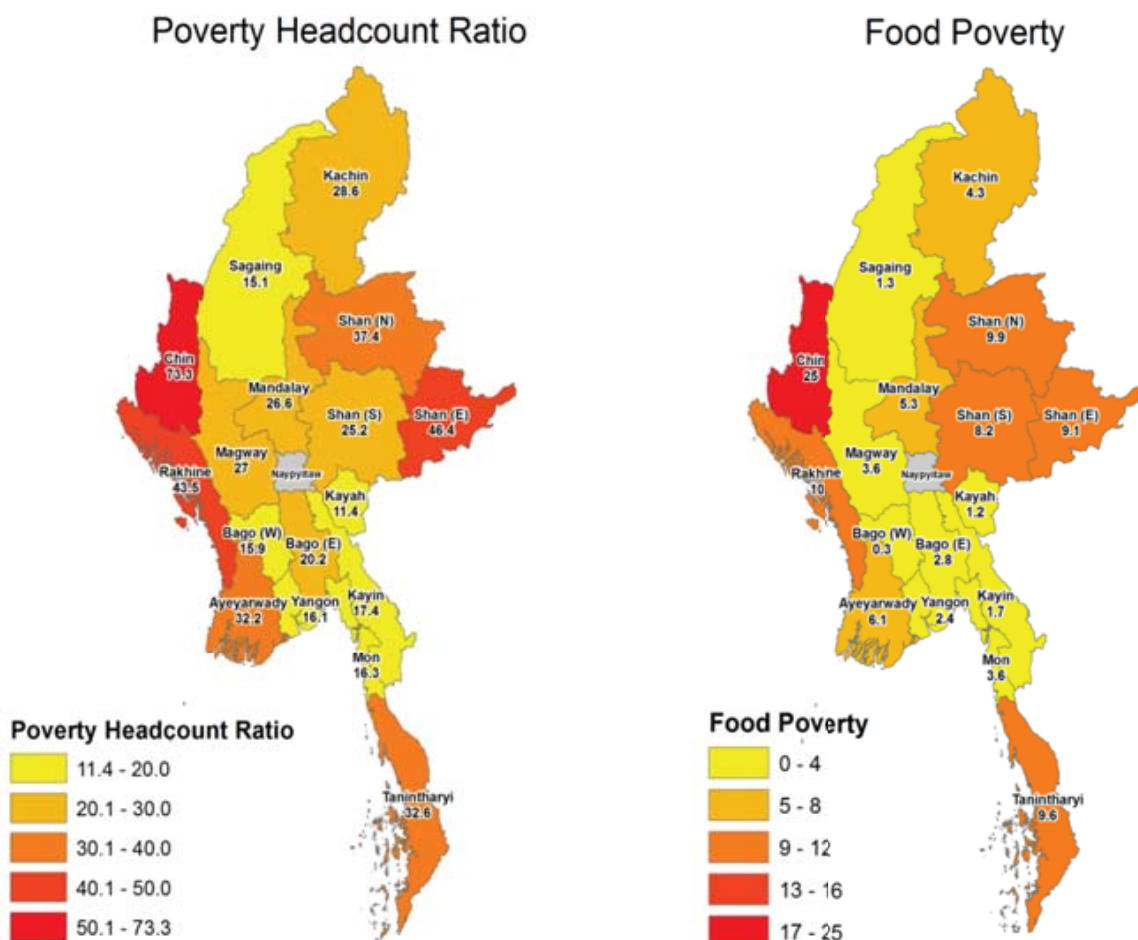 Poverty Headcount Ratio
Kachin
28.6
Sagaing
15.1
Shan (N)
37.4
Chin
73.3
Mandalay
26.6
Shan (S)
25.2
Shan (E)
46.4
Magway
27
Naypyitaw
Rakhine
43.5
Kayah
11.4
Bago (W)
15.9
Bago (E)
20.2
Ayeyarwady
32.2
Yangon
16.1
Kayin
17.4
Mon
16.3
Tanintharyi
32.6
Poverty Headcount Ratio
11.4 - 20.0
20.1 - 30.0
30.1 - 40.0
40.1 - 50.0
50.1 - 73.3
Food Poverty
Kachin
4.3
Sagaing
1.3
Shan (N)
9.9
Chin
25
Mandalay
5.3
Shan (S)
8.2
Shan (E)
9.1
Magway
3.6
Naypyitaw
Rakhine
10
Kayah
1.2
Bago (W)
0.3
Bago (E)
2.8
Ayeyarwady
6.1
Yangon
2.4
Kayin
1.7
Mon
3.6
Tanintharyi
9.6
Food Poverty
0 - 4
5 - 8
9 - 12
13 - 16
17 - 25